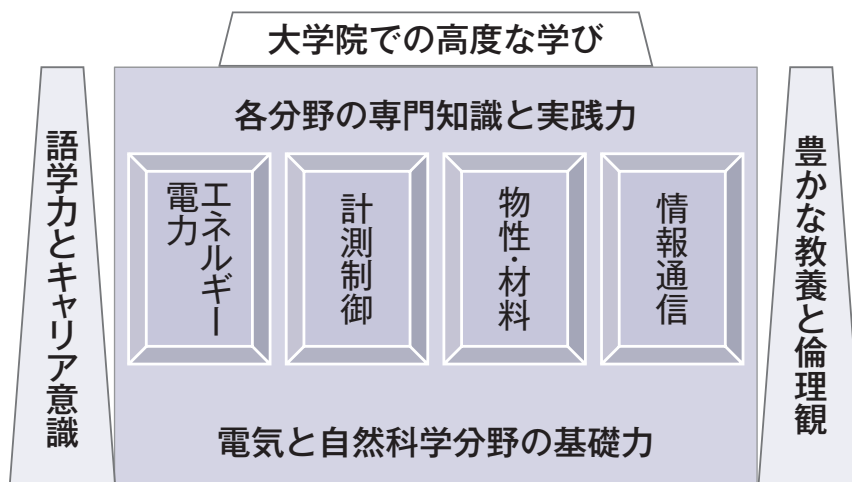 大学院での高度な学び
語学力とキャリア意識
各分野の専門知識と実践力
エネルギー
電力
計測制御
物性・材料
情報通信
電気と自然科学分野の基礎力
豊かな教養と倫理観